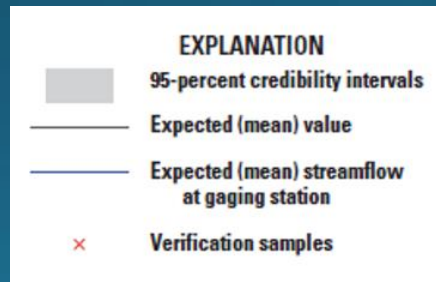 EXPLANATION
95-percent credibility intervals
Expected (mean) value
Expected (mean) streamflow
at gaging station
Verification samples